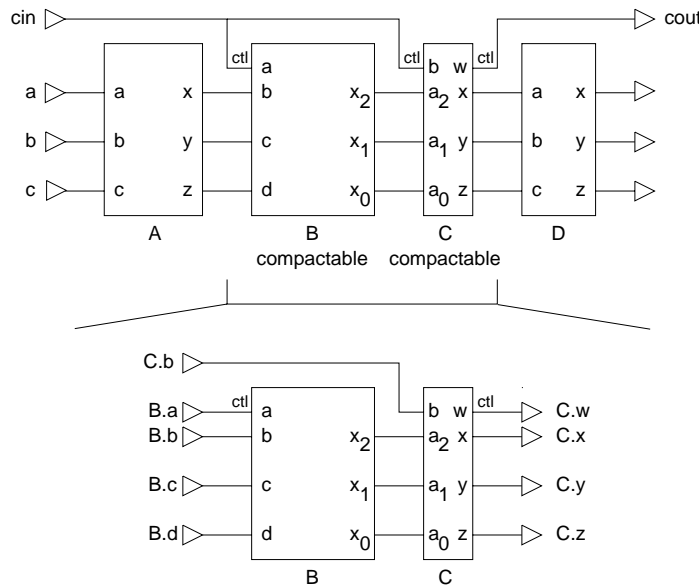 cin cout
ctl ctl ctl
a b w
a a x b x2 a2 x a x
b b y c x1 a1 y b y
c c z d x0 a0 z c z
A B C D
compactable compactable
C.b
ctl ctl
B.a a b w C.w
B.b b x2 a2 x C.x
B.c c x1 a1 y C.y
B.d d x0 a0 z C.z
B C